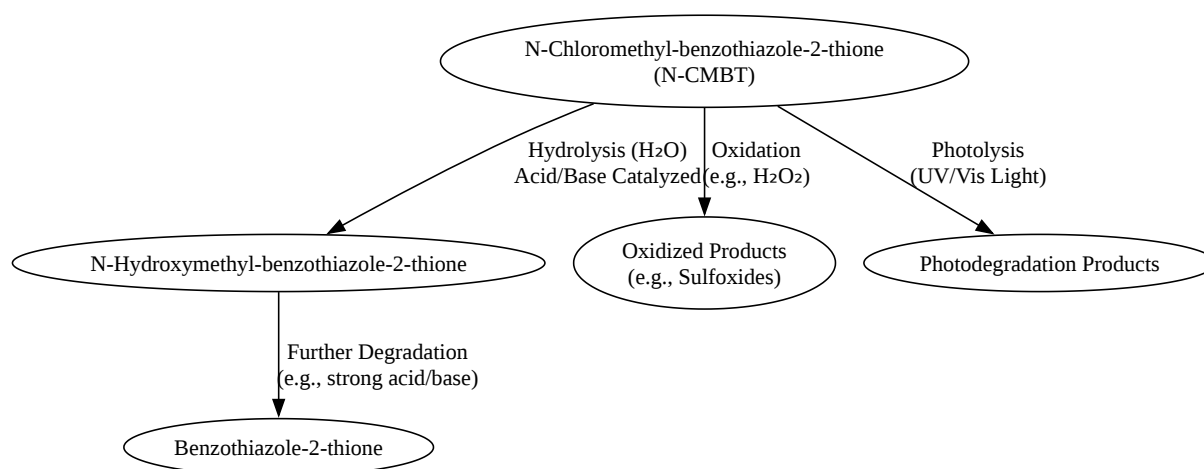 N-Chloromethyl-benzothiazole-2-thione
(N-CMBT)
Hydrolysis (H₂O)
Acid/Base Catalyzed
Oxidation
(e.g., H₂O₂)
Photolysis
(UV/Vis Light)
N-Hydroxymethyl-benzothiazole-2-thione
Oxidized Products
(e.g., Sulfoxides)
Photodegradation Products
Further Degradation
(e.g., strong acid/base)
Benzothiazole-2-thione